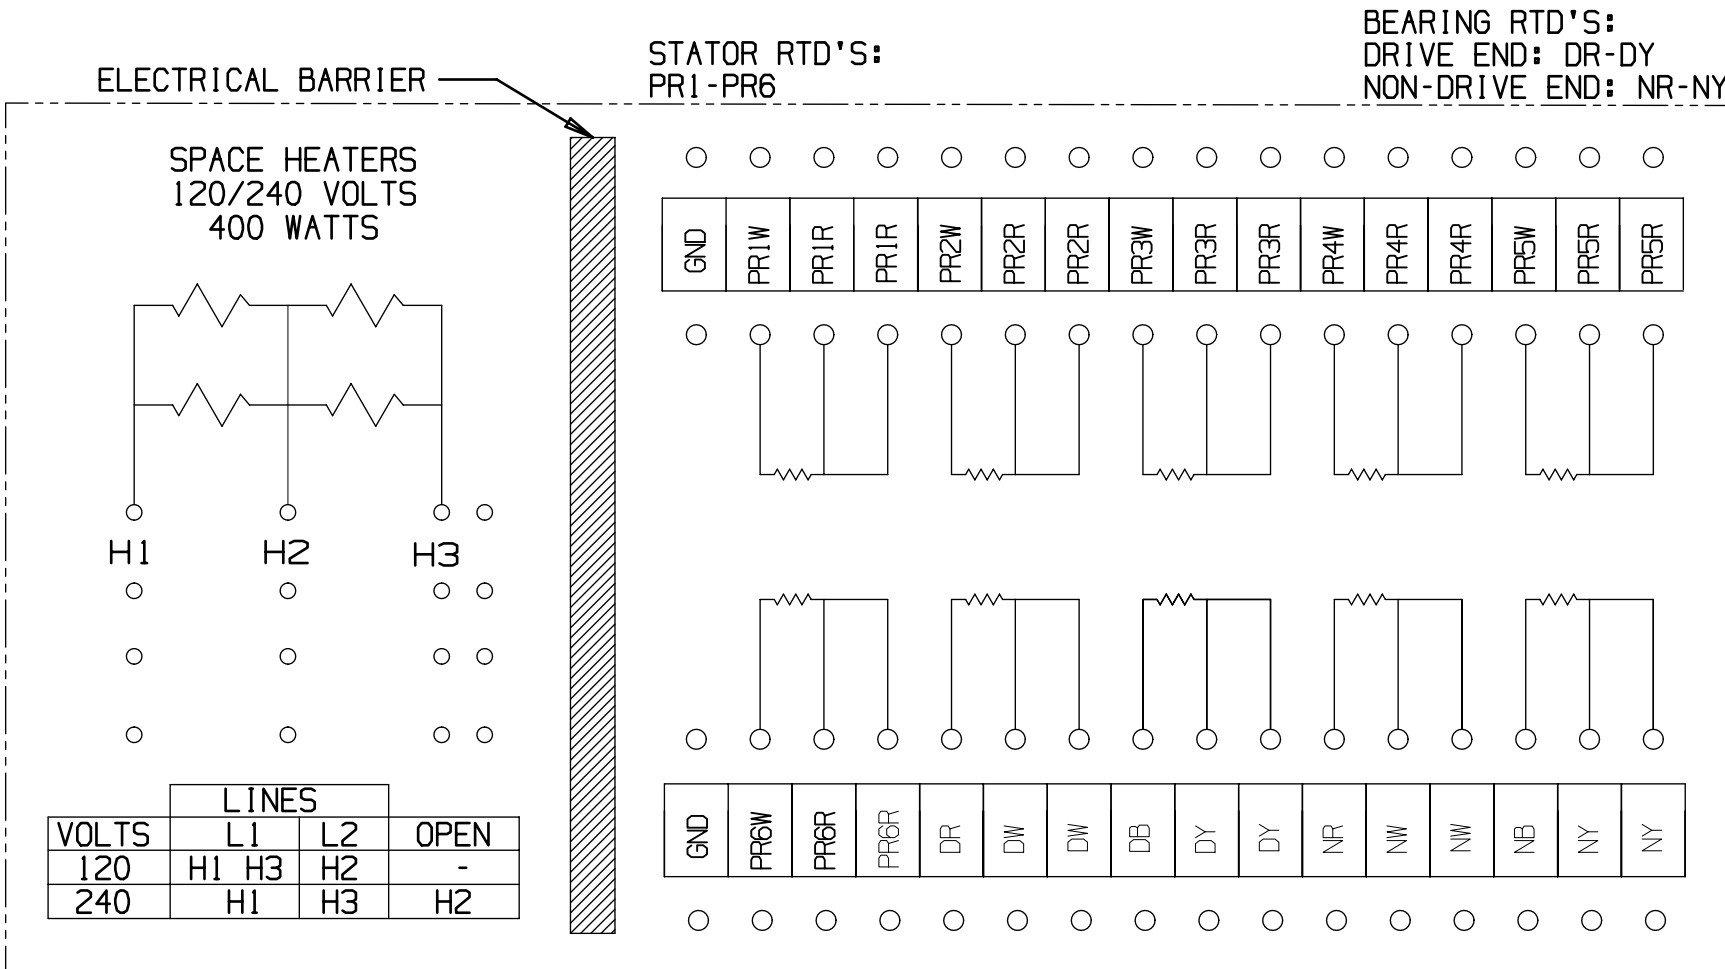 STATOR RTD'S:
PR1-PR6
BEARING RTD'S:
DRIVE END: DR-DY
NON-DRIVE END: NR-NY
ELECTRICAL BARRIER
SPACE HEATERS
120/240 VOLTS
400 WATTS
GND PR1W PR1R PR1R PR2W PR2R PR2R PR3W PR3R PR3R PR4W PR4R PR4R PR5W PR5R PR5R
H1 H2 H3
LINES
VOLTS L1 L2 OPEN
120 H1 H3 H2 -
240 H1 H3 H2
GND PR6W PR6R PR6R DR DW DW DB DY DY NR NW NW NB NY NY